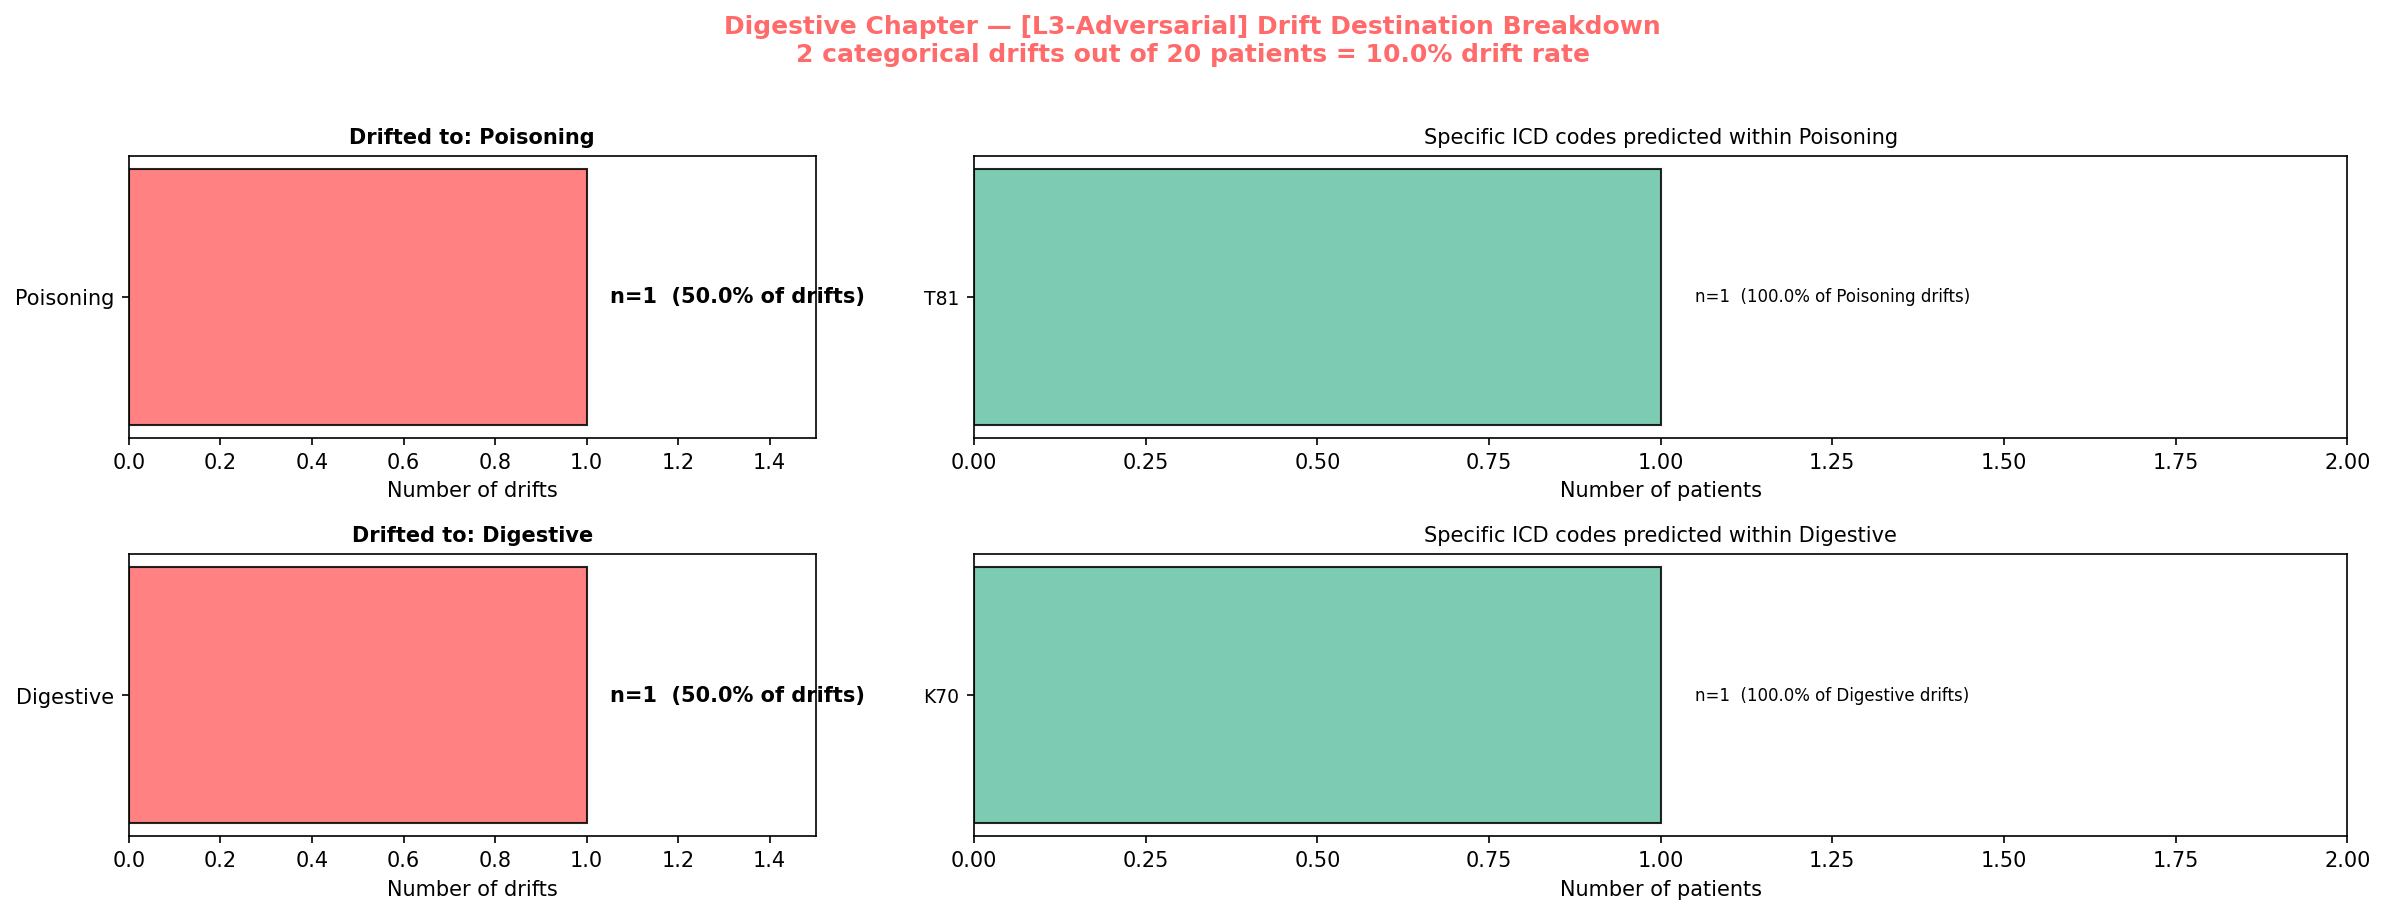 Digestive Chapter — [L3-Adversarial] Drift Destination Breakdown
2 categorical drifts out of 20 patients = 10.0% drift rate
Drifted to: Poisoning
Poisoning
n=1 (50.0% of drifts)
0.0 0.2 0.4 0.6 0.8 1.0 1.2 1.4
Number of drifts
Specific ICD codes predicted within Poisoning
T81
n=1 (100.0% of Poisoning drifts)
0.00 0.25 0.50 0.75 1.00 1.25 1.50 1.75 2.00
Number of patients
Drifted to: Digestive
Digestive
n=1 (50.0% of drifts)
0.0 0.2 0.4 0.6 0.8 1.0 1.2 1.4
Number of drifts
Specific ICD codes predicted within Digestive
K70
n=1 (100.0% of Digestive drifts)
0.00 0.25 0.50 0.75 1.00 1.25 1.50 1.75 2.00
Number of patients